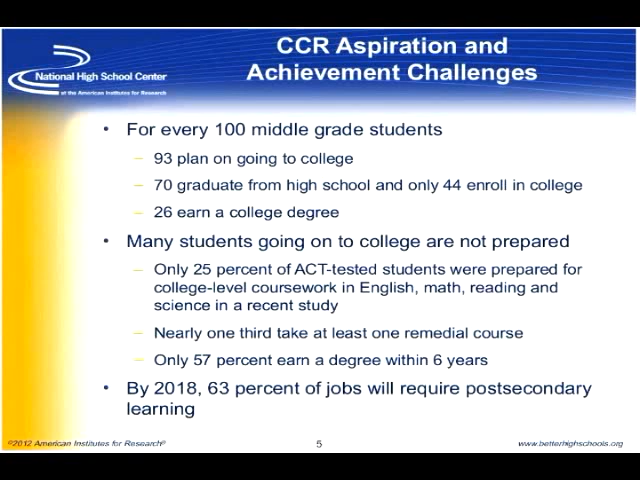 CCR Aspiration and
Achievement Challenges
National High School Center
at the American Institutes for Research
• For every 100 middle grade students
– 93 plan on going to college
– 70 graduate from high school and only 44 enroll in college
– 26 earn a college degree
• Many students going on to college are not prepared
– Only 25 percent of ACT-tested students were prepared for
college-level coursework in English, math, reading and
science in a recent study
– Nearly one third take at least one remedial course
– Only 57 percent earn a degree within 6 years
• By 2018, 63 percent of jobs will require postsecondary
learning
©2012 American Institutes for Research®
5
www.betterhighschools.org